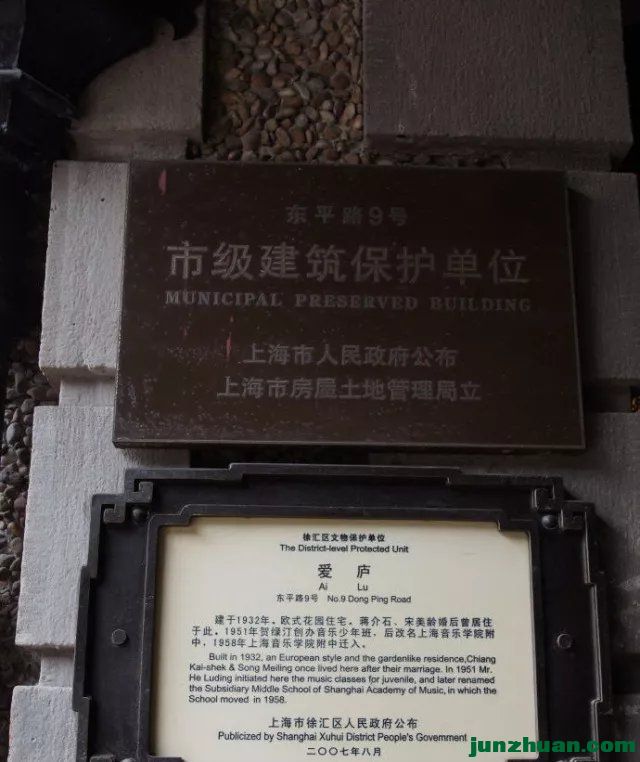 东平路9号
市级建筑保护单位
MUNICIPAL PRESERVED BUILDING
上海市人民政府公布
上海市房屋土地管理局立
徐汇区文物保护单位
The District-level Protected Unit
爱 庐
Ai Lu
东平路9号 No.9 Dong Ping Road
建于1932年。欧式花园住宅。蒋介石、宋美龄婚后曾居住
于此。1951年贺绿汀创办音乐少年班，后改名上海音乐学院附
中，1958年上海音乐学院附中迁入。
Built in 1932, an European style and the gardenlike residence,Chiang
Kai-shek & Song Meiling once lived here after their marriage. In 1951 Mr.
He Luding initiated here the music classes for juvenile, and later renamed
the Subsidiary Middle School of Shanghai Academy of Music, in which the
School moved in 1958.
上海市徐汇区人民政府公布
Publicized by Shanghai Xuhui District People's Government
二〇〇七年八月
junzhuan.com